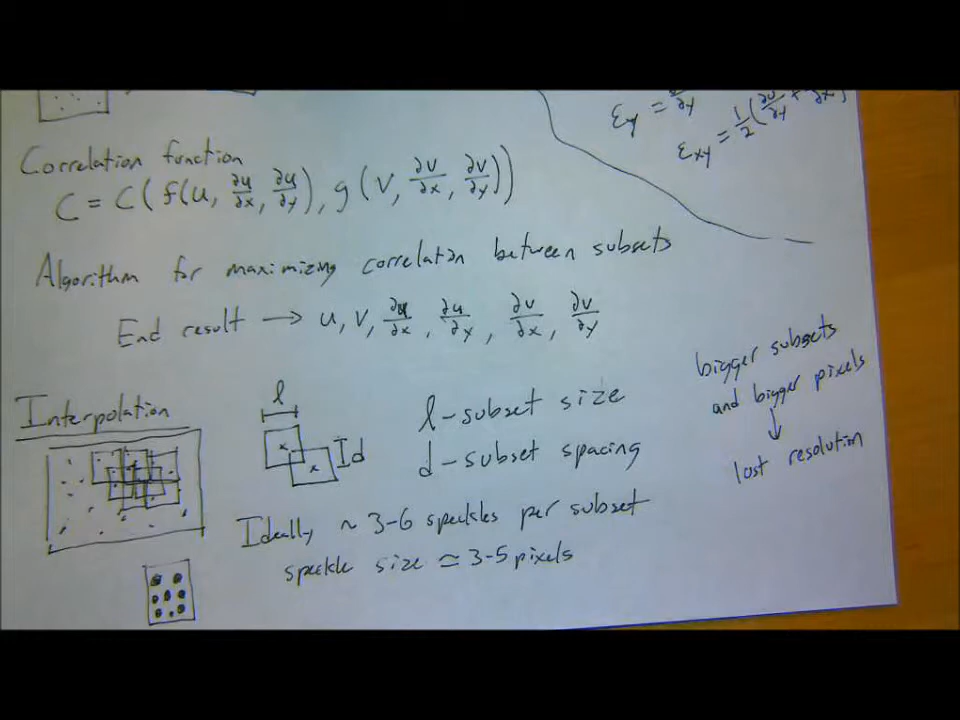 εy = ∂/∂y
εxy = 1/2(∂u/∂y + ∂x)
Correlation function
C = C(f(u, ∂u/∂x, ∂u/∂y), g(v, ∂v/∂x, ∂v/∂y))
Algorithm for maximizing correlation between subsets
End result → u, v, ∂u/∂x, ∂u/∂y, ∂v/∂x, ∂v/∂y
bigger subsets
and bigger pixels
↓
lost resolution
Interpolation
l
d
l - subset size
d - subset spacing
Ideally ~ 3-6 speckles per subset
speckle size ≃ 3-5 pixels